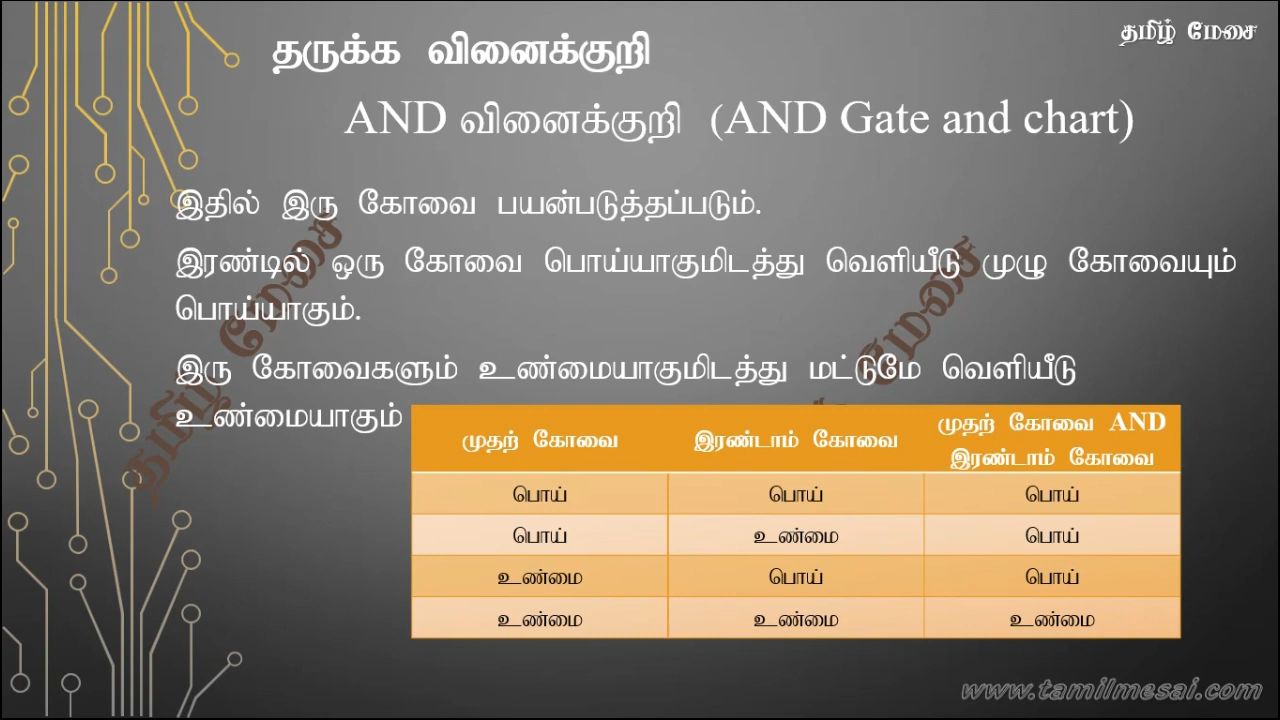 தமிழ் மேசை
தருக்க வினைக்குறி
AND வினைக்குறி (AND Gate and chart)
இதில் இரு கோவை பயன்படுத்தப்படும்.
இரண்டில் ஒரு கோவை பொய்யாகுமிடத்து வெளியீடு முழு கோவையும்
பொய்யாகும்.
இரு கோவைகளும் உண்மையாகுமிடத்து மட்டுமே வெளியீடு
உண்மையாகும்
முதற் கோவை இரண்டாம் கோவை முதற் கோவை AND
இரண்டாம் கோவை
பொய் பொய் பொய்
பொய் உண்மை பொய்
உண்மை பொய் பொய்
உண்மை உண்மை உண்மை
தமிழ் மேசை
மேசை
www.tamilmesai.com